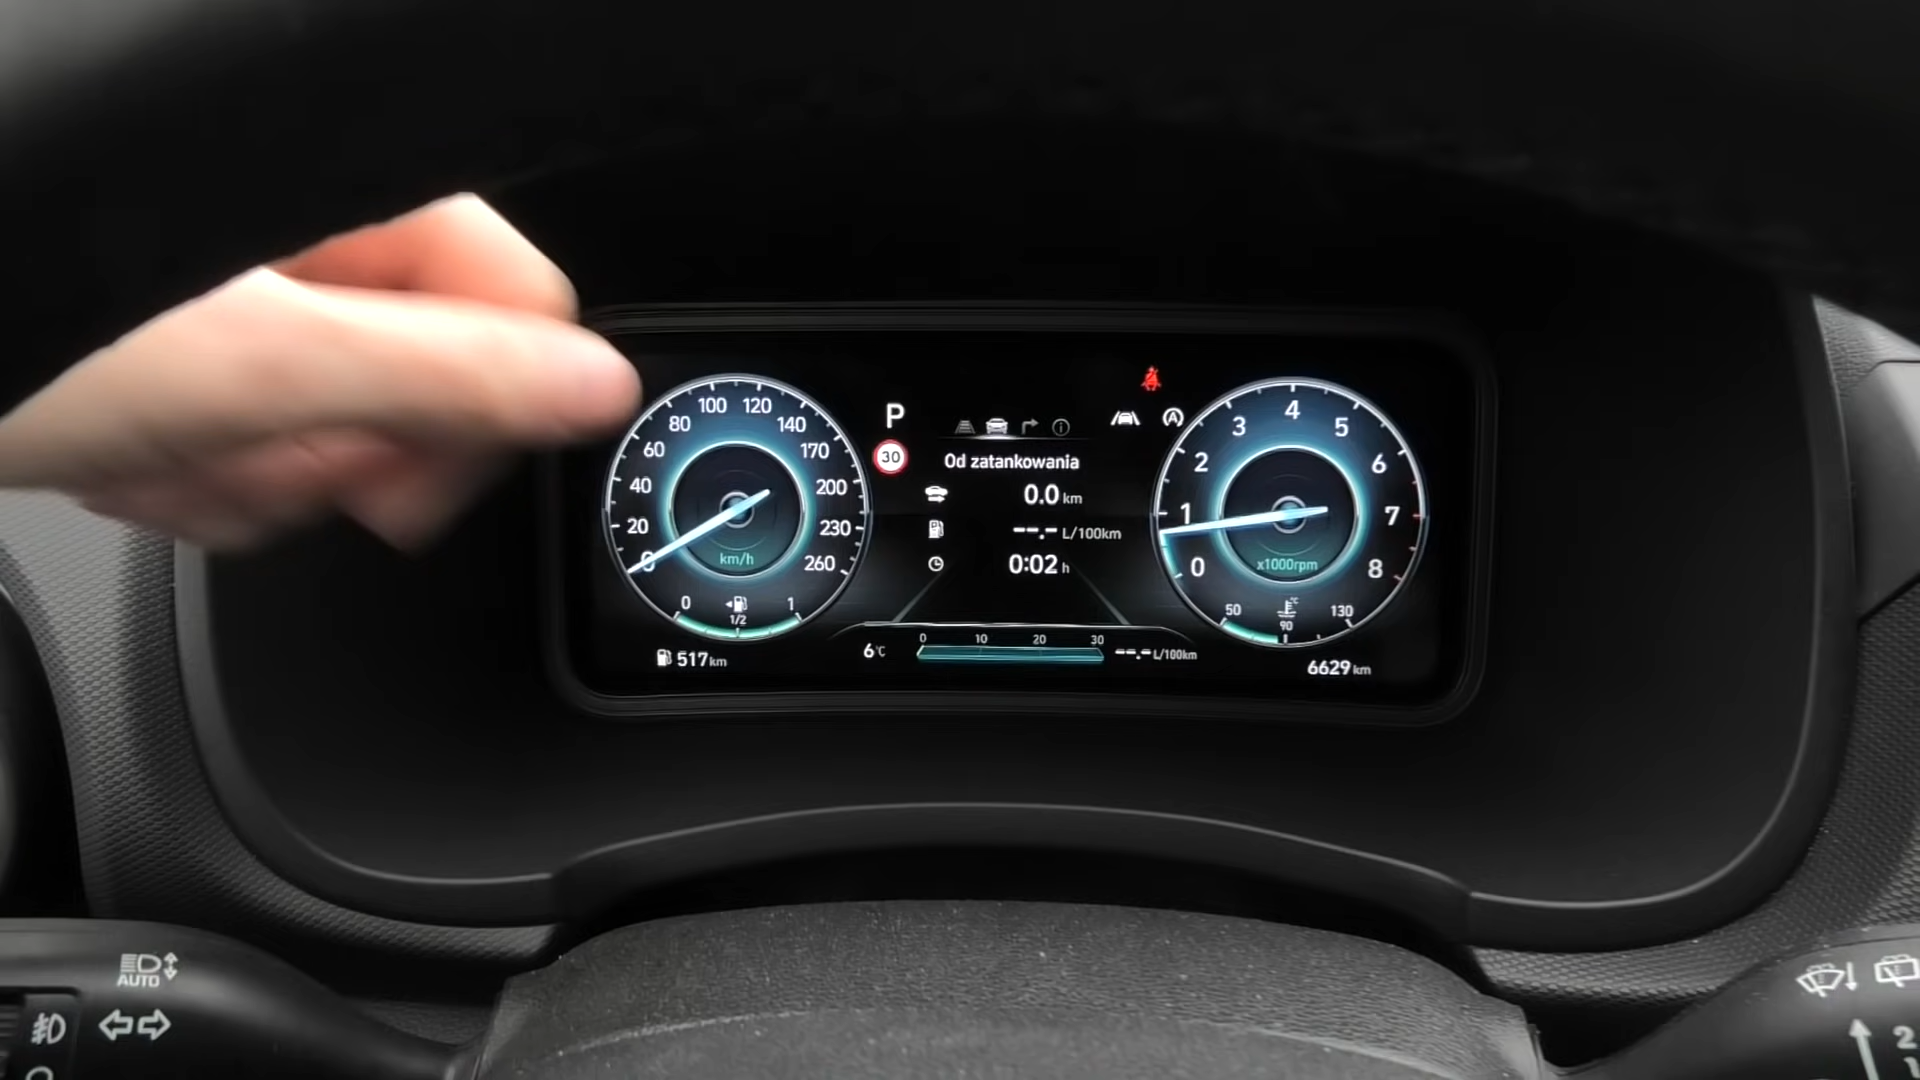 100 120
80 140
60 170
40 200
20 230
0 260
km/h
0 1
1/2
517 km
P
30
Od zatankowania
0.0 km
--.- L/100km
0:02 h
6°C
0 10 20 30
--.- L/100km
A
4
3 5
2 6
1 7
0 8
x1000rpm
50 130
°C
90
6629 km
AUTO
2
1